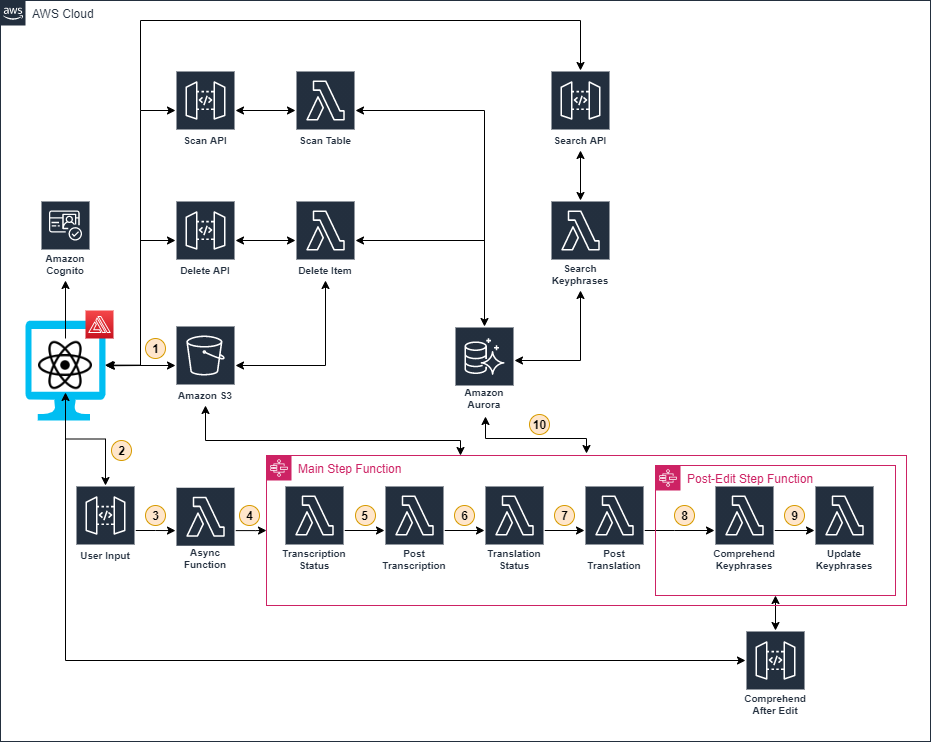 aws
AWS Cloud
Scan API
Scan Table
Search API
Amazon
Cognito
Delete API
Delete Item
Search
Keyphrases
1
Amazon S3
Amazon
Aurora
10
2
Main Step Function
Post-Edit Step Function
3
4
5
6
7
8
9
User Input
Async
Function
Transcription
Status
Post
Transcription
Translation
Status
Post
Translation
Comprehend
Keyphrases
Update
Keyphrases
Comprehend
After Edit